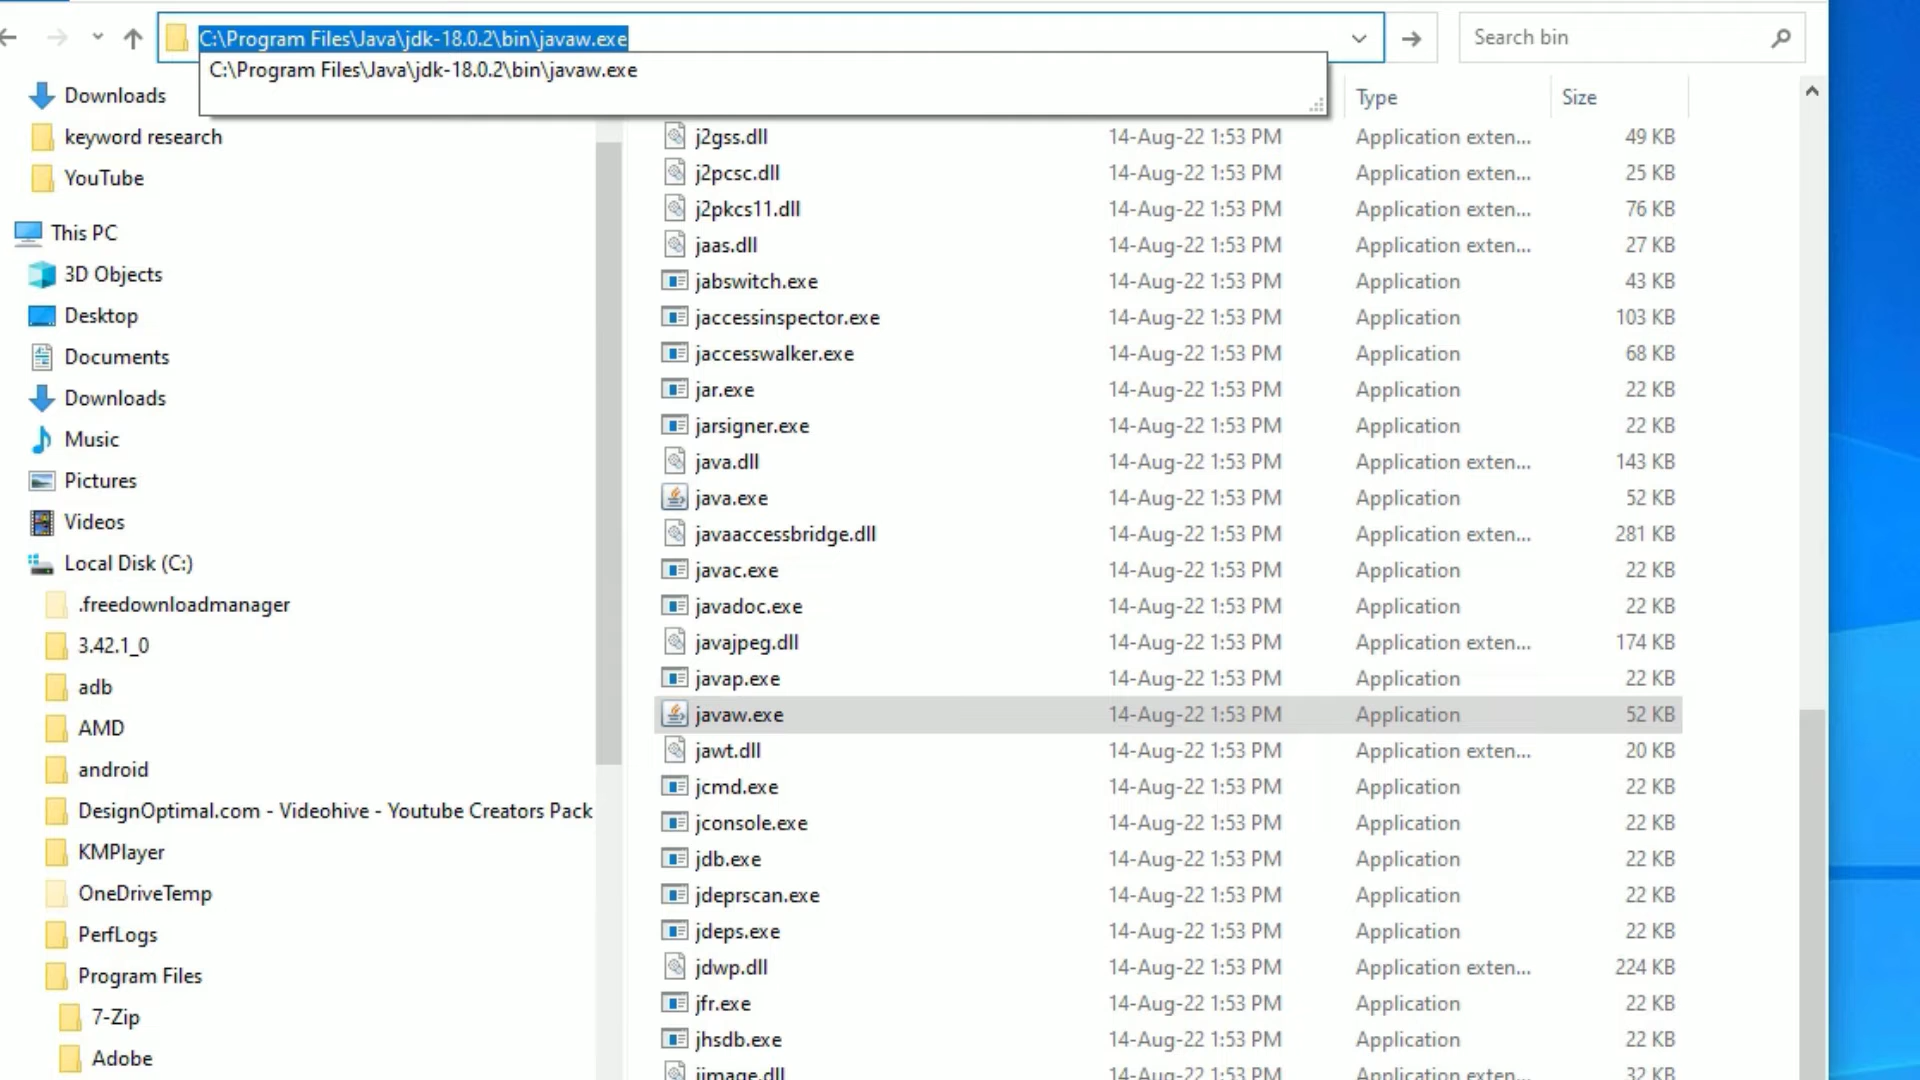 C:\Program Files\Java\jdk-18.0.2\bin\javaw.exe
Search bin
C:\Program Files\Java\jdk-18.0.2\bin\javaw.exe
Type Size
Downloads
keyword research
YouTube
This PC
3D Objects
Desktop
Documents
Downloads
Music
Pictures
Videos
Local Disk (C:)
.freedownloadmanager
3.42.1_0
adb
AMD
android
DesignOptimal.com - Videohive - Youtube Creators Pack
KMPlayer
OneDriveTemp
PerfLogs
Program Files
7-Zip
Adobe
j2gss.dll 14-Aug-22 1:53 PM Application exten... 49 KB
j2pcsc.dll 14-Aug-22 1:53 PM Application exten... 25 KB
j2pkcs11.dll 14-Aug-22 1:53 PM Application exten... 76 KB
jaas.dll 14-Aug-22 1:53 PM Application exten... 27 KB
jabswitch.exe 14-Aug-22 1:53 PM Application 43 KB
jaccessinspector.exe 14-Aug-22 1:53 PM Application 103 KB
jaccesswalker.exe 14-Aug-22 1:53 PM Application 68 KB
jar.exe 14-Aug-22 1:53 PM Application 22 KB
jarsigner.exe 14-Aug-22 1:53 PM Application 22 KB
java.dll 14-Aug-22 1:53 PM Application exten... 143 KB
java.exe 14-Aug-22 1:53 PM Application 52 KB
javaaccessbridge.dll 14-Aug-22 1:53 PM Application exten... 281 KB
javac.exe 14-Aug-22 1:53 PM Application 22 KB
javadoc.exe 14-Aug-22 1:53 PM Application 22 KB
javajpeg.dll 14-Aug-22 1:53 PM Application exten... 174 KB
javap.exe 14-Aug-22 1:53 PM Application 22 KB
javaw.exe 14-Aug-22 1:53 PM Application 52 KB
jawt.dll 14-Aug-22 1:53 PM Application exten... 20 KB
jcmd.exe 14-Aug-22 1:53 PM Application 22 KB
jconsole.exe 14-Aug-22 1:53 PM Application 22 KB
jdb.exe 14-Aug-22 1:53 PM Application 22 KB
jdeprscan.exe 14-Aug-22 1:53 PM Application 22 KB
jdeps.exe 14-Aug-22 1:53 PM Application 22 KB
jdwp.dll 14-Aug-22 1:53 PM Application exten... 224 KB
jfr.exe 14-Aug-22 1:53 PM Application 22 KB
jhsdb.exe 14-Aug-22 1:53 PM Application 22 KB
jimage.dll 14-Aug-22 1:53 PM Application exten... 32 KB